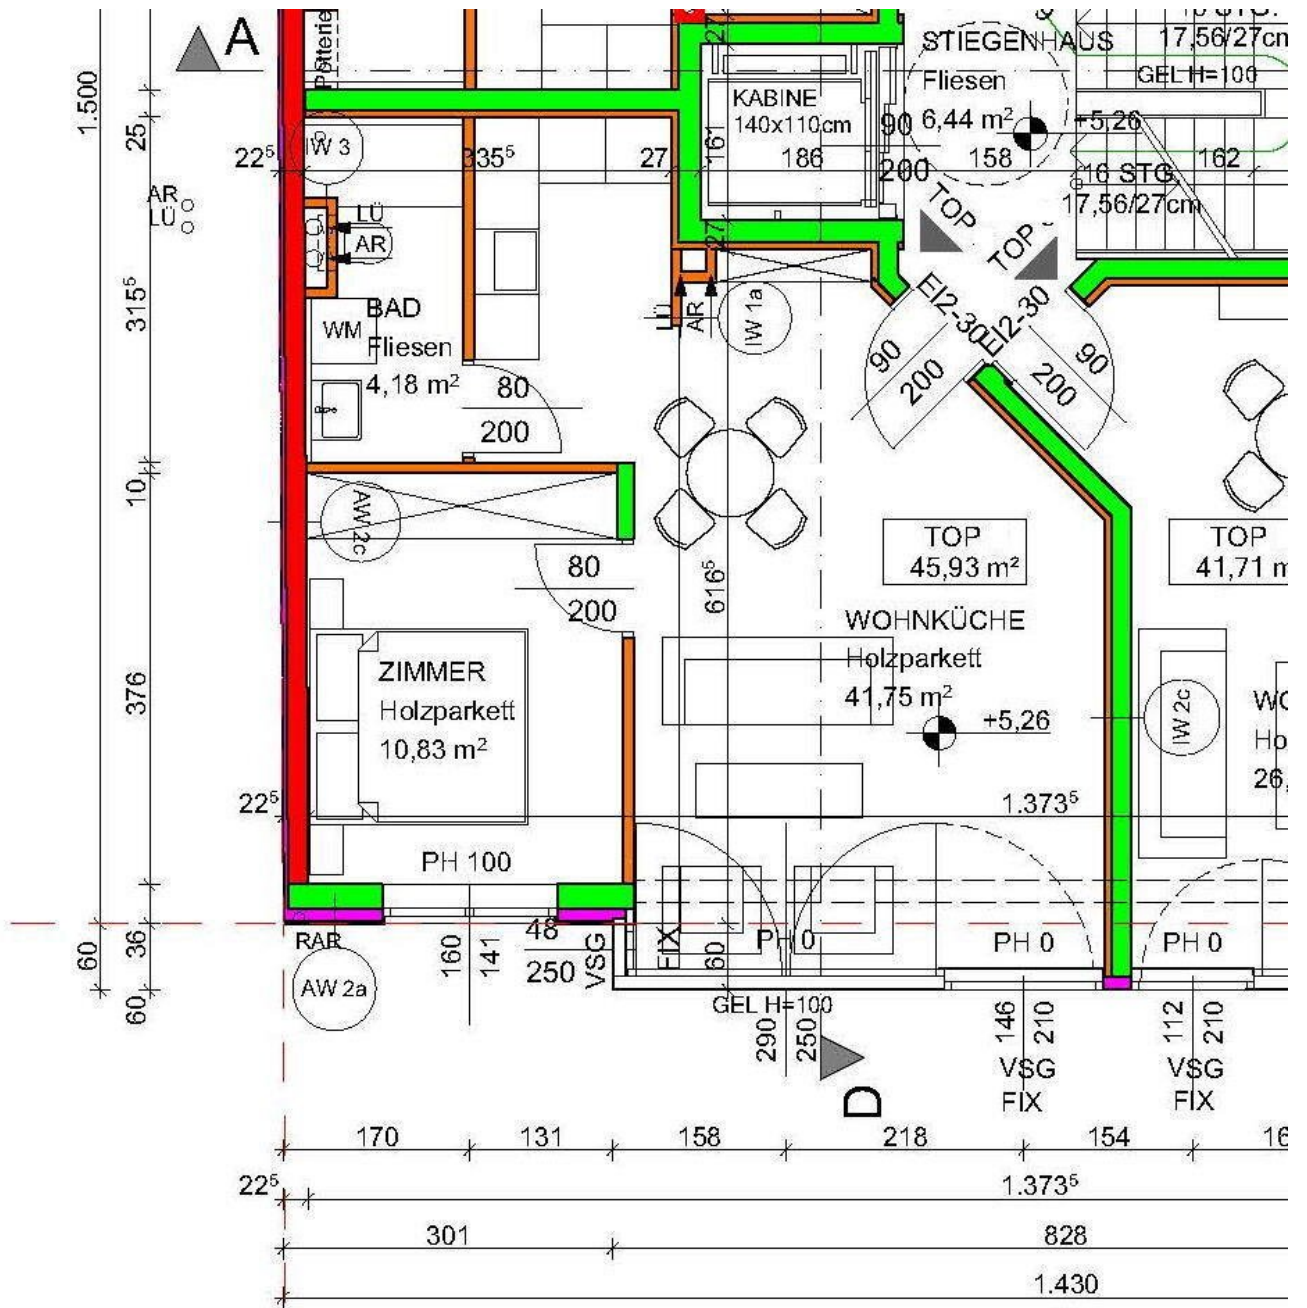 A
1.500
25
315⁵
10
376
36
60
60
Potterie
IW 3
22⁵
335⁵
27
161
27
27
186
158
162
KABINE
140x110cm
90
200
STIEGENHAUS
Fliesen
6,44 m²
+5,26
17,56/27cm
GEL H=100
16 STG.
17,56/27cm
TOP
TOP
EI2-30
EI2-30
90
200
90
200
AR
LÜ
LÜ
AR
WM
BAD
Fliesen
4,18 m²
80
200
LÜ
AR
IW 1a
AW 2c
80
200
616⁵
TOP
45,93 m²
TOP
41,71 m
WOHNKÜCHE
Holzparkett
41,75 m²
+5,26
ZIMMER
Holzparkett
10,83 m²
IW 2c
WO
Ho
26,
22⁵
1.373⁵
PH 100
RAR
AW 2a
160
141
48
250
VSG
FIX
60
PH 0
PH 0
PH 0
GEL H=100
290
250
D
146
210
VSG
FIX
112
210
VSG
FIX
170
131
158
218
154
22⁵
1.373⁵
301
828
1.430